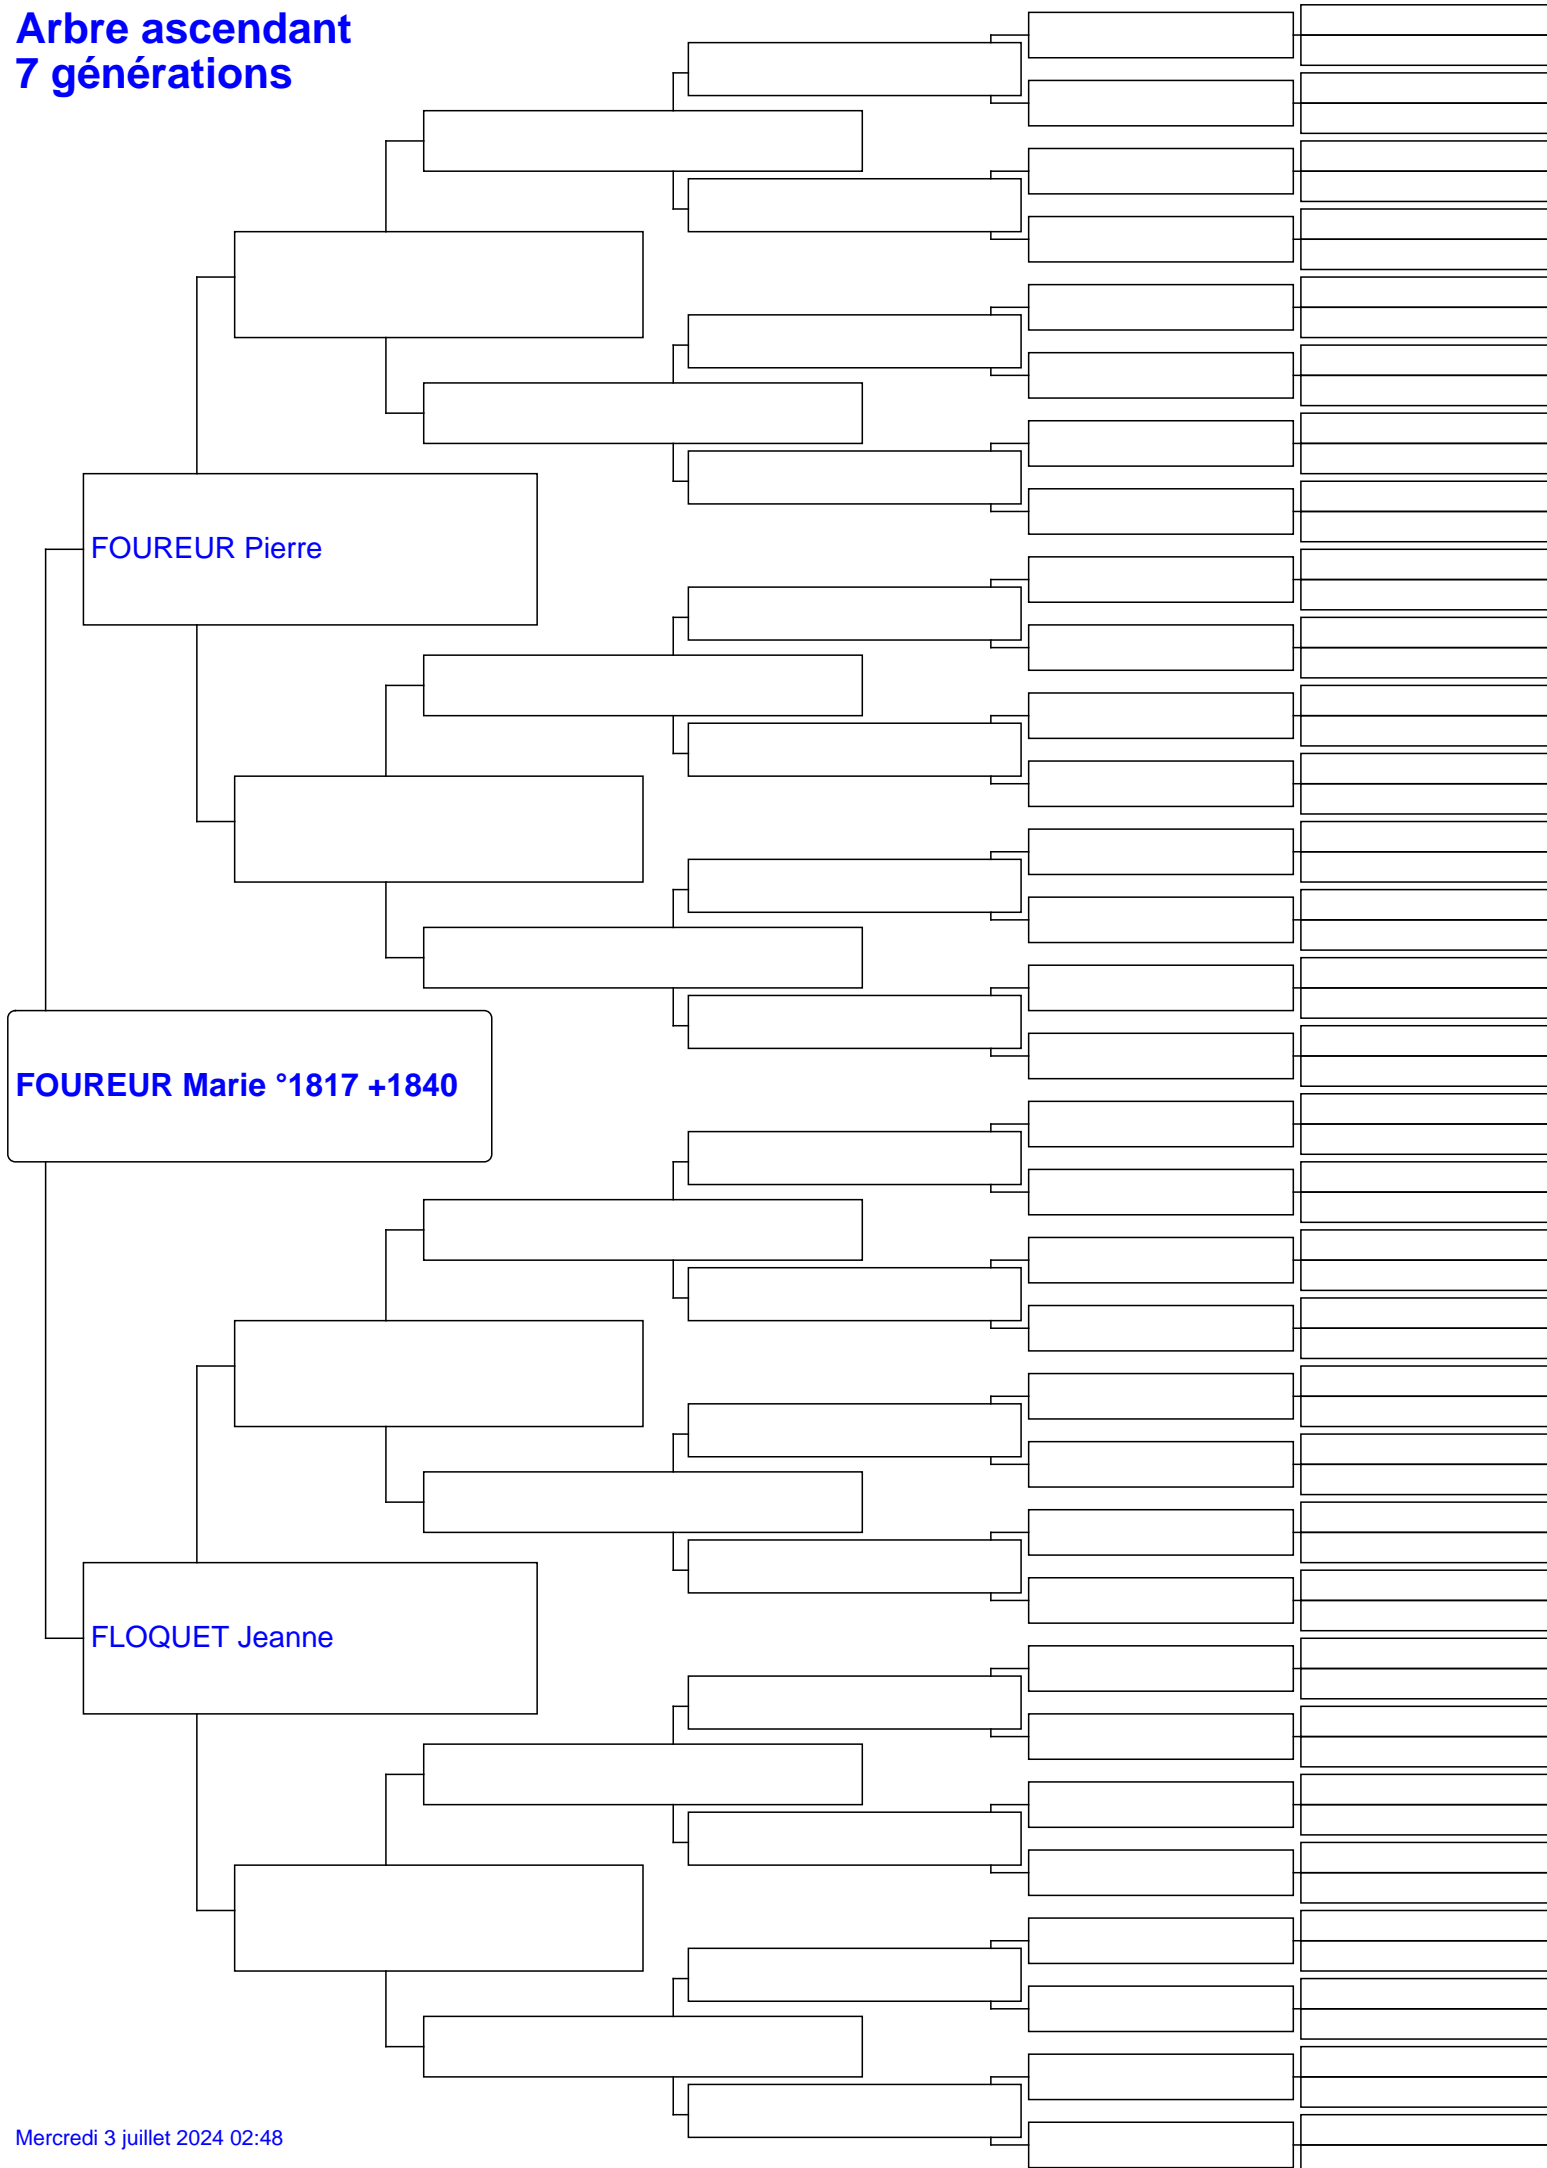 Arbre ascendant
7 générations
FOUREUR Pierre
FOUREUR Marie °1817 +1840
FLOQUET Jeanne
Mercredi 3 juillet 2024 02:48